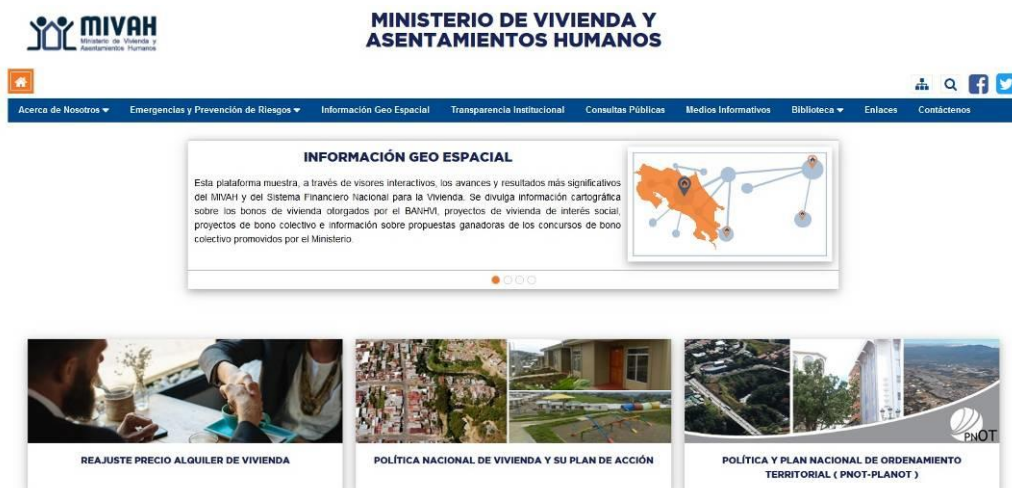 MIVAH
Ministerio de Vivienda y
Asentamientos Humanos
MINISTERIO DE VIVIENDA Y
ASENTAMIENTOS HUMANOS
Acerca de Nosotros Emergencias y Prevención de Riesgos Información Geo Espacial Transparencia Institucional Consultas Públicas Medios Informativos Biblioteca Enlaces Contáctenos
INFORMACIÓN GEO ESPACIAL
Esta plataforma muestra, a través de visores interactivos, los avances y resultados más significativos
del MIVAH y del Sistema Financiero Nacional para la Vivienda. Se divulga información cartográfica
sobre los bonos de vivienda otorgados por el BANHVI, proyectos de vivienda de interés social,
proyectos de bono colectivo e información sobre propuestas ganadoras de los concursos de bono
colectivo promovidos por el Ministerio.
PNOT
REAJUSTE PRECIO ALQUILER DE VIVIENDA
POLÍTICA NACIONAL DE VIVIENDA Y SU PLAN DE ACCIÓN
POLÍTICA Y PLAN NACIONAL DE ORDENAMIENTO
TERRITORIAL ( PNOT-PLANOT )